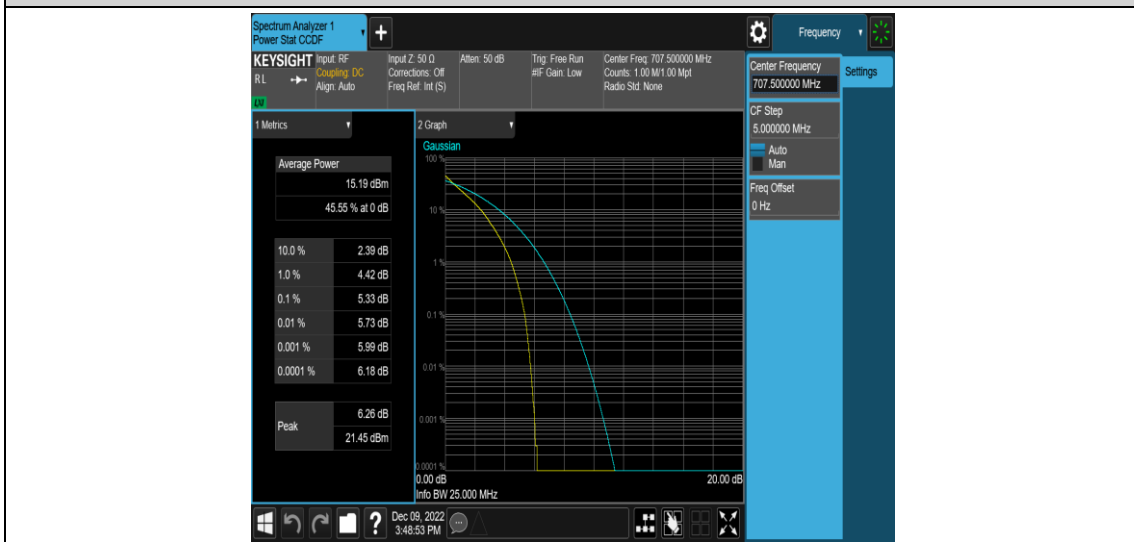 Spectrum Analyzer 1
Power Stat CCDF
+
Frequency
KEYSIGHT
RL
Input: RF
Coupling: DC
Align: Auto
Input Z: 50 Ω
Corrections: Off
Freq Ref: Int (S)
Atten: 50 dB
Trig: Free Run
#IF Gain: Low
Center Freq: 707.500000 MHz
Counts: 1.00 M/1.00 Mpt
Radio Std: None
Center Frequency
707.500000 MHz
Settings
CF Step
5.000000 MHz
Auto
Man
Freq Offset
0 Hz
1 Metrics
Average Power
15.19 dBm
45.55 % at 0 dB
10.0 % 2.39 dB
1.0 % 4.42 dB
0.1 % 5.33 dB
0.01 % 5.73 dB
0.001 % 5.99 dB
0.0001 % 6.18 dB
Peak
6.26 dB
21.45 dBm
2 Graph
Gaussian
100 %
10 %
1 %
0.1 %
0.01 %
0.001 %
0.0001 %
0.00 dB 20.00 dB
Info BW 25.000 MHz
?
Dec 09, 2022
3:48:53 PM